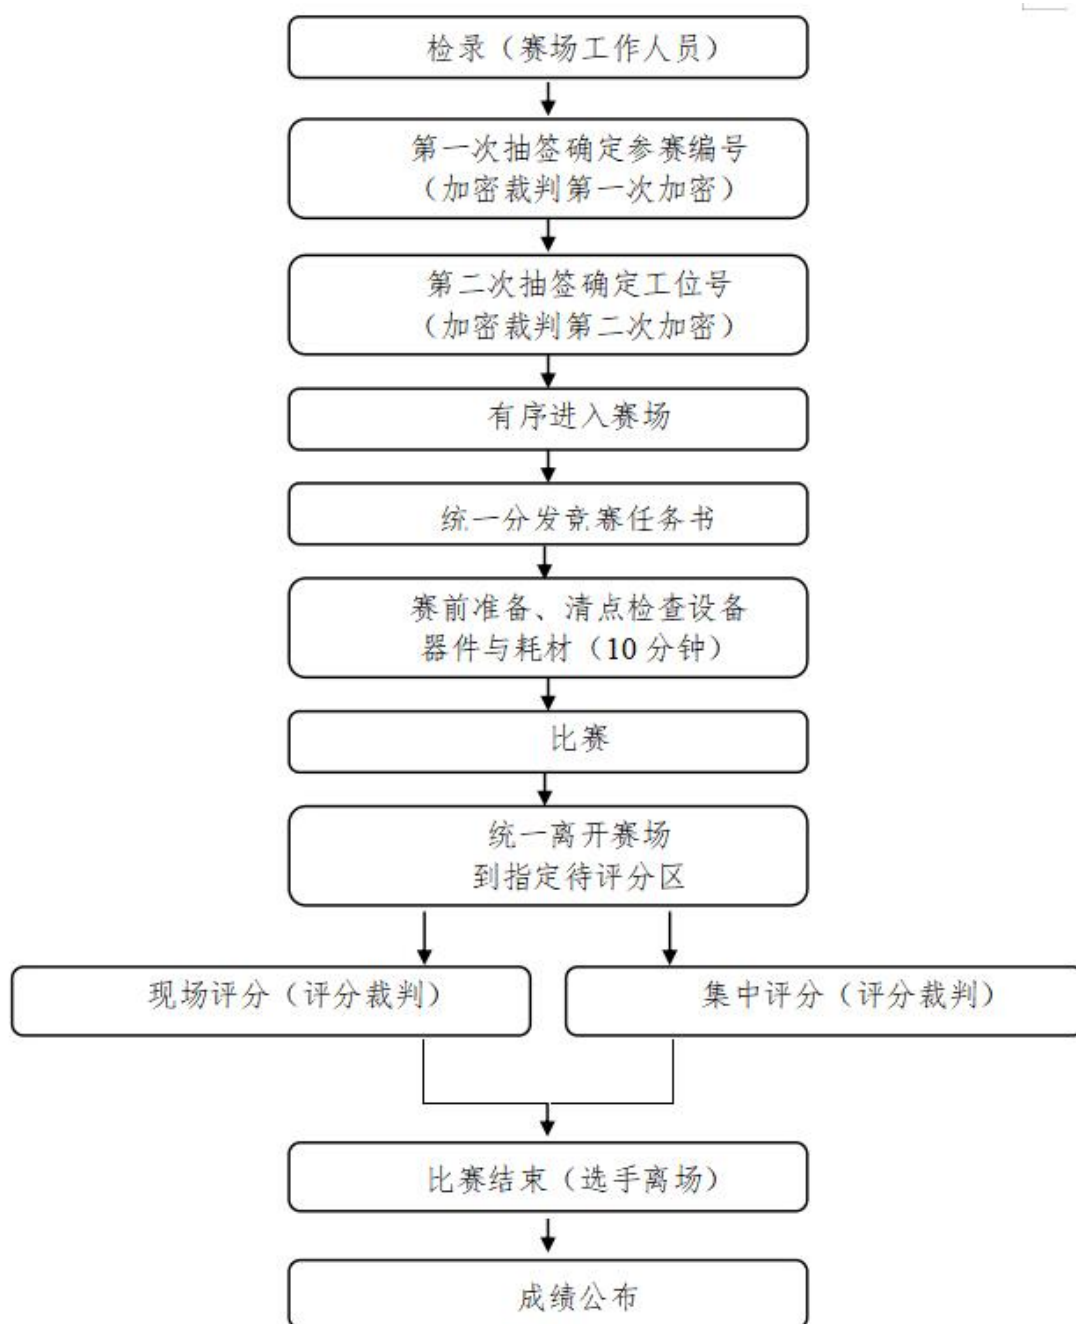 检录（赛场工作人员）
第一次抽签确定参赛编号
（加密裁判第一次加密）
第二次抽签确定工位号
（加密裁判第二次加密）
有序进入赛场
统一分发竞赛任务书
赛前准备、清点检查设备
器件与耗材（10 分钟）
比赛
统一离开赛场
到指定待评分区
现场评分（评分裁判）
集中评分（评分裁判）
比赛结束（选手离场）
成绩公布